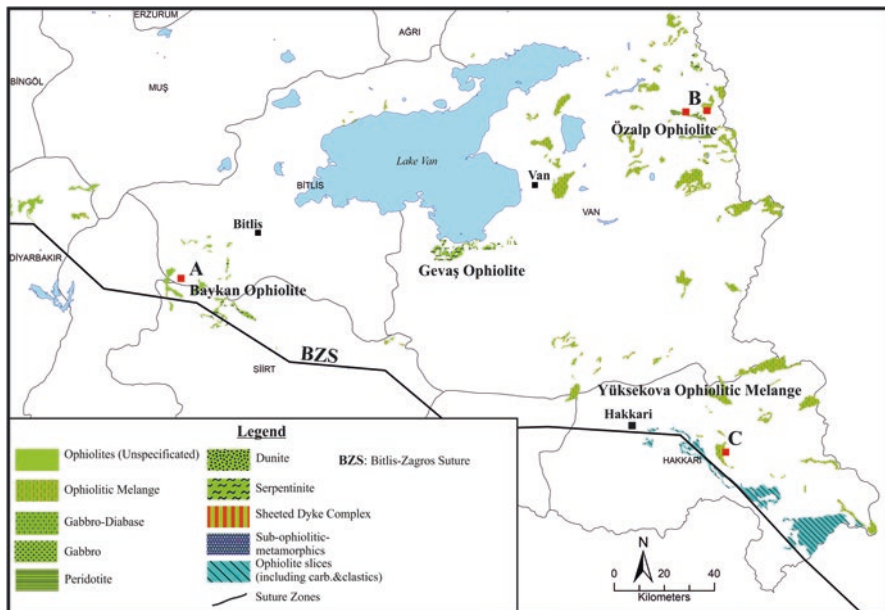 ERZURUM
AĞRI
BİNGÖL
MUŞ
B
Özalp Ophiolite
Lake Van
Van
BİTLİS
VAN
Bitlis
DİYARBAKIR
A
Gevaş Ophiolite
Baykan Ophiolite
BZS
ŞİİRT
Yüksekova Ophiolitic Melange
Hakkari
C
HAKKARİ
Legend
Ophiolites (Unspecificated)
Ophiolitic Melange
Gabbro-Diabase
Gabbro
Peridotite
Dunite
Serpentinite
Sheeted Dyke Complex
Sub-ophiolitic-
metamorphics
Ophiolite slices
(including carb.&clastics)
Suture Zones
BZS: Bitlis-Zagros Suture
N
0 20 40
Kilometers